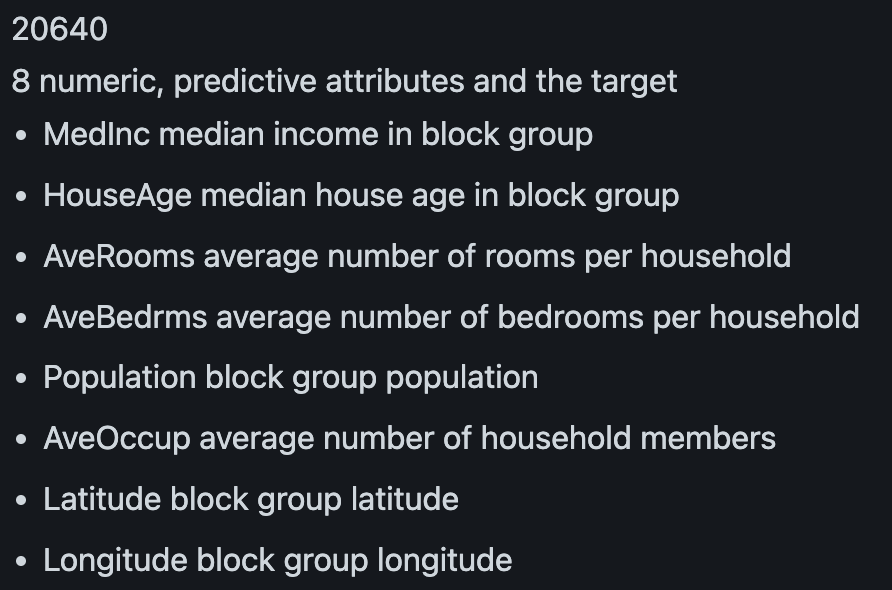 20640
8 numeric, predictive attributes and the target
• MedInc median income in block group
• HouseAge median house age in block group
• AveRooms average number of rooms per household
• AveBedrms average number of bedrooms per household
• Population block group population
• AveOccup average number of household members
• Latitude block group latitude
• Longitude block group longitude